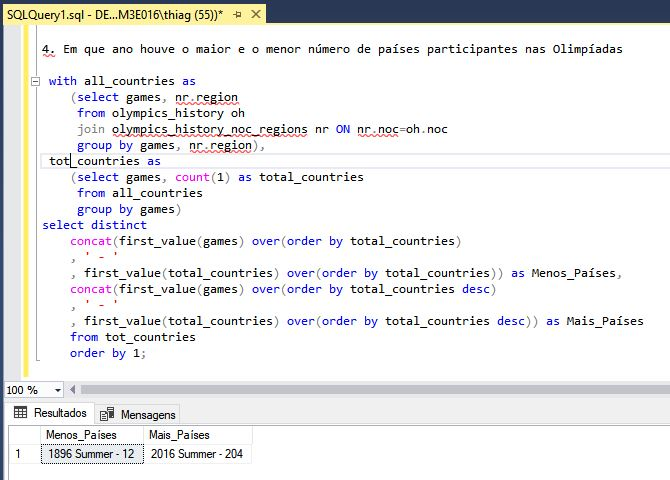 SQLQuery1.sql - DE...M3E016\thiag (55))*
4. Em que ano houve o maior e o menor número de países participantes nas Olimpíadas
with all_countries as
(select games, nr.region
from olympics_history oh
join olympics_history_noc_regions nr ON nr.noc=oh.noc
group by games, nr.region),
tot_countries as
(select games, count(1) as total_countries
from all_countries
group by games)
select distinct
concat(first_value(games) over(order by total_countries)
, ' - '
, first_value(total_countries) over(order by total_countries)) as Menos_Países,
concat(first_value(games) over(order by total_countries desc)
, ' - '
, first_value(total_countries) over(order by total_countries desc)) as Mais_Países
from tot_countries
order by 1;
100 %
Resultados Mensagens
Menos_Países Mais_Países
1 1896 Summer - 12 2016 Summer - 204